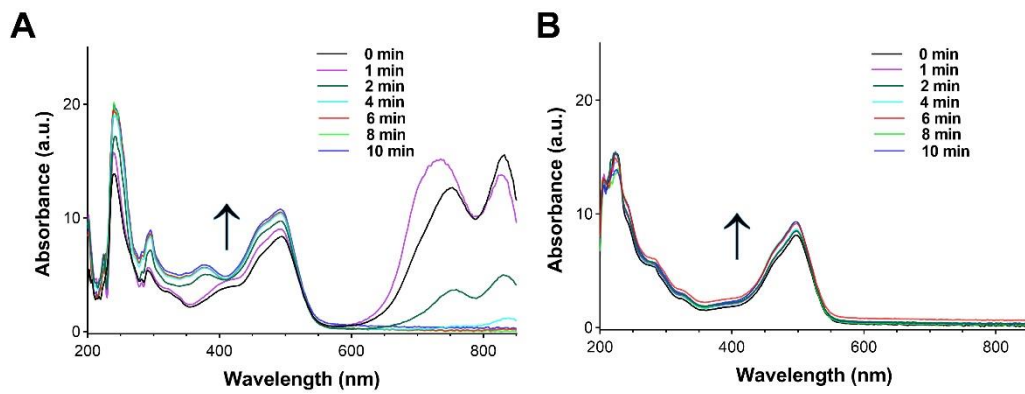 A
Absorbance (a.u.)
20
10
0
200
400
600
800
Wavelength (nm)
0 min
1 min
2 min
4 min
6 min
8 min
10 min
B
Absorbance (a.u.)
20
10
0
200
400
600
800
Wavelength (nm)
0 min
1 min
2 min
4 min
6 min
8 min
10 min